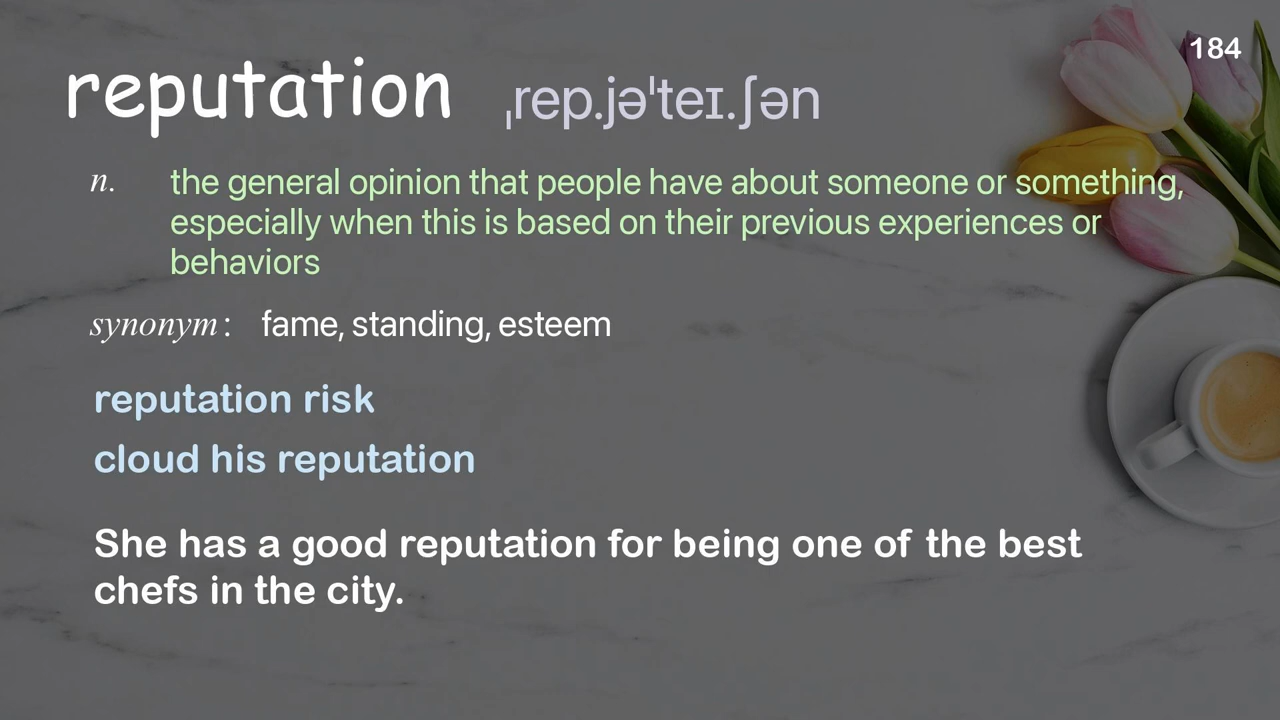 184
reputation ˌrep.jəˈteɪ.ʃən
n. the general opinion that people have about someone or something,
especially when this is based on their previous experiences or
behaviors
synonym: fame, standing, esteem
reputation risk
cloud his reputation
She has a good reputation for being one of the best
chefs in the city.